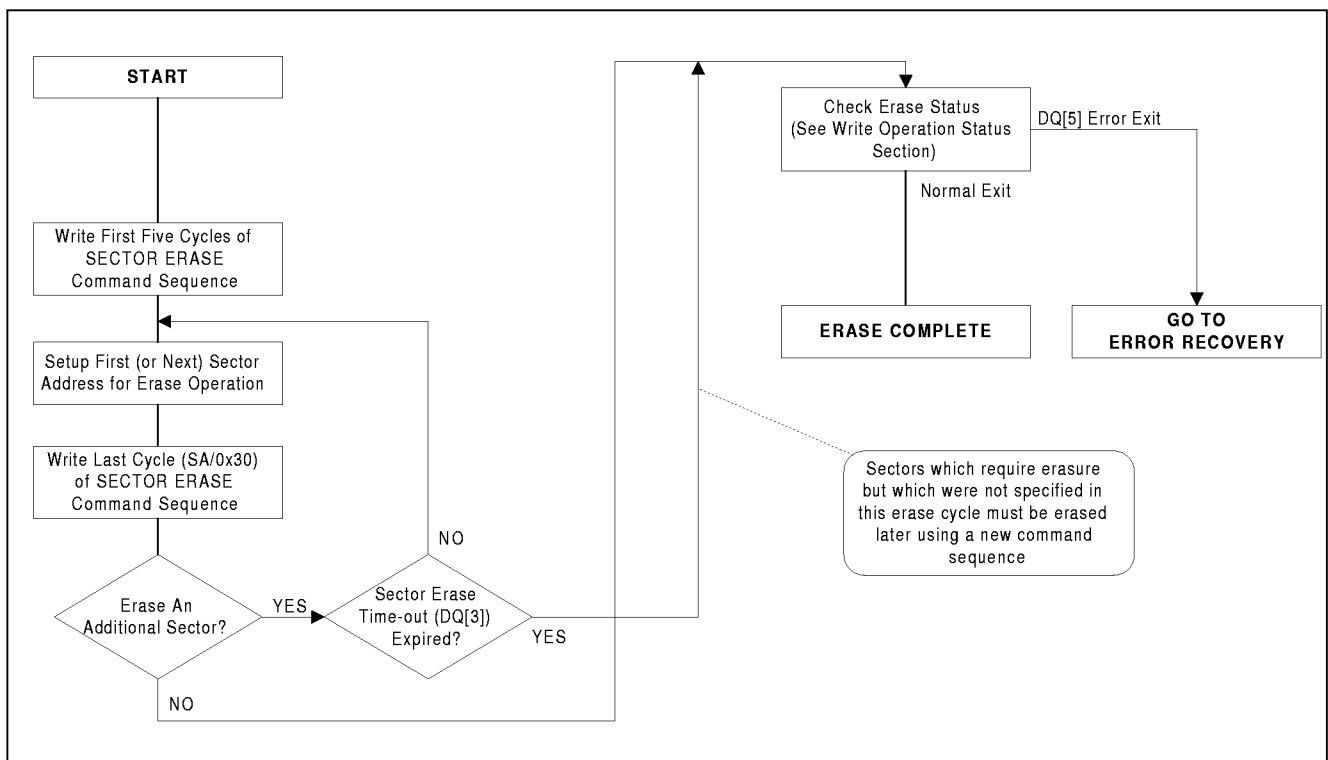 START
Write First Five Cycles of
SECTOR ERASE
Command Sequence
Setup First (or Next) Sector
Address for Erase Operation
Write Last Cycle (SA/0x30)
of SECTOR ERASE
Command Sequence
Erase An
Additional Sector?
YES
NO
Sector Erase
Time-out (DQ[3])
Expired?
NO
YES
Check Erase Status
(See Write Operation Status
Section)
DQ[5] Error Exit
Normal Exit
ERASE COMPLETE
GO TO
ERROR RECOVERY
Sectors which require erasure
but which were not specified in
this erase cycle must be erased
later using a new command
sequence